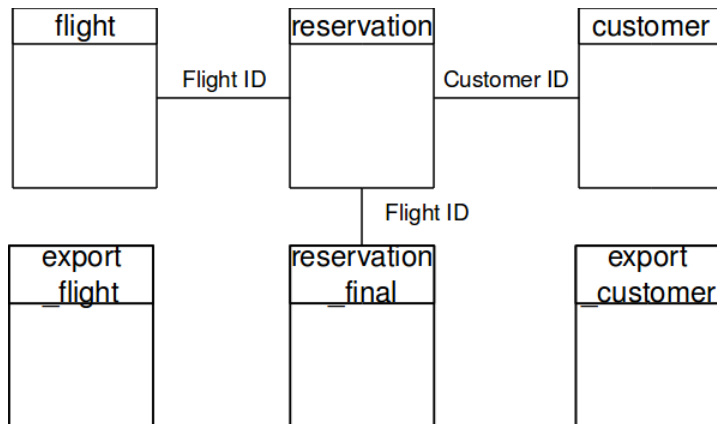 flight
reservation
customer
Flight ID
Customer ID
Flight ID
export
_flight
reservation
_final
export
_customer